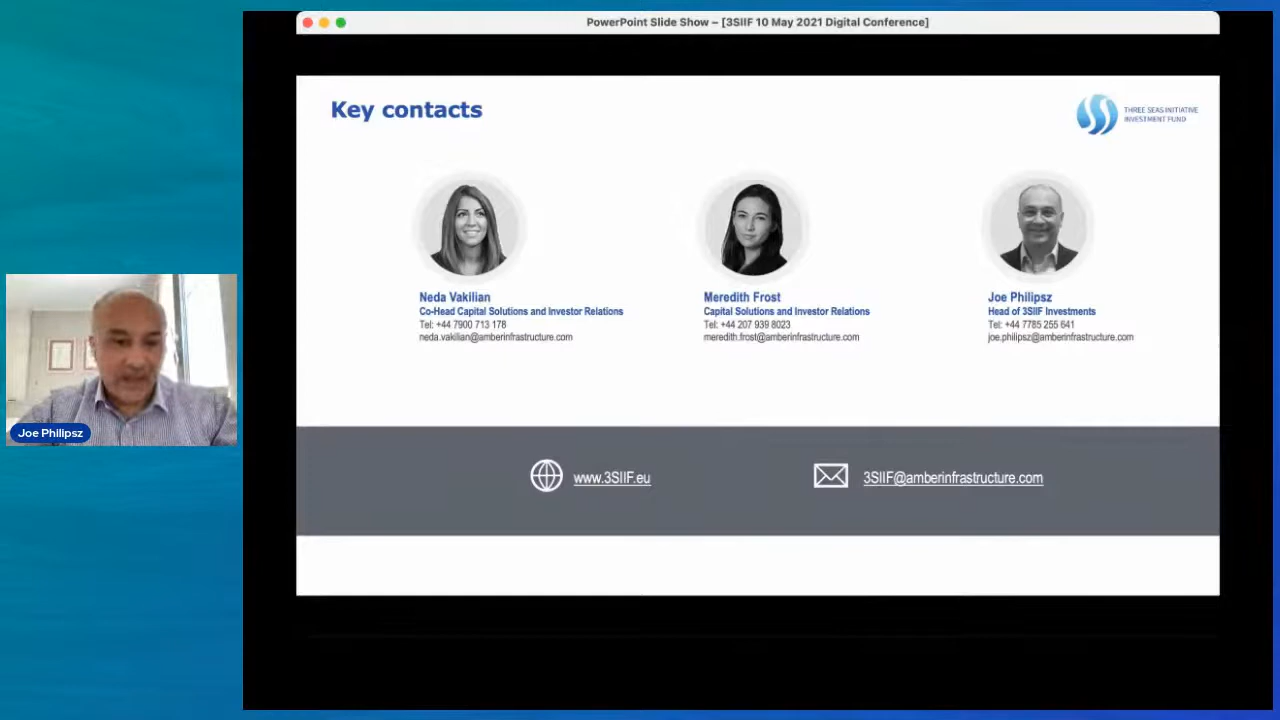 PowerPoint Slide Show – [3SIIF 10 May 2021 Digital Conference]
Key contacts
THREE SEAS INITIATIVE
INVESTMENT FUND
Neda Vakilian
Co-Head Capital Solutions and Investor Relations
Tel: +44 7900 713 178
neda.vakilian@amberinfrastructure.com
Meredith Frost
Capital Solutions and Investor Relations
Tel: +44 207 939 8023
meredith.frost@amberinfrastructure.com
Joe Philipsz
Head of 3SIIF Investments
Tel: +44 7785 255 641
joe.philipsz@amberinfrastructure.com
Joe Philipsz
www.3SIIF.eu
3SIIF@amberinfrastructure.com